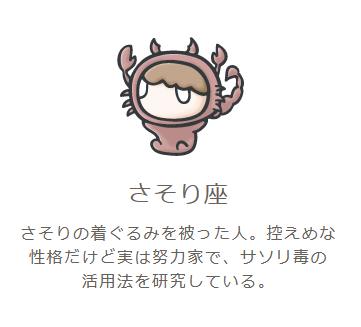 さそり座
さそりの着ぐるみを被った人。控えめな
性格だけど実は努力家で、サソリ毒の
活用法を研究している。